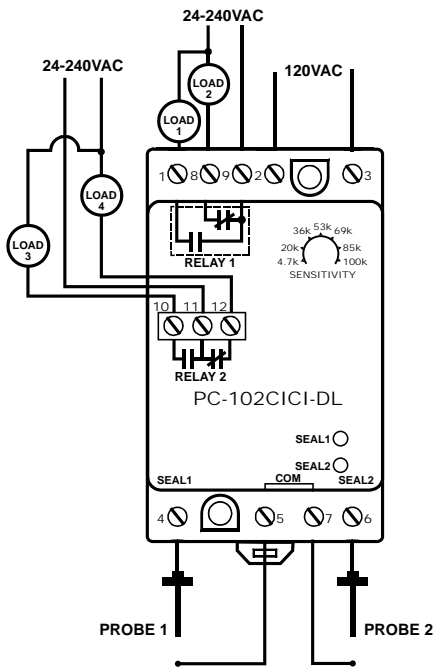 24-240VAC
24-240VAC
120VAC
LOAD 2
LOAD 1
LOAD 4
LOAD 3
1 8 9 2 3
RELAY 1
36k 53k 69k
20k 85k
4.7k 100k
SENSITIVITY
10 11 12
RELAY 2
PC-102CICI-DL
SEAL1
SEAL2
SEAL1 COM SEAL2
4 5 7 6
PROBE 1 PROBE 2